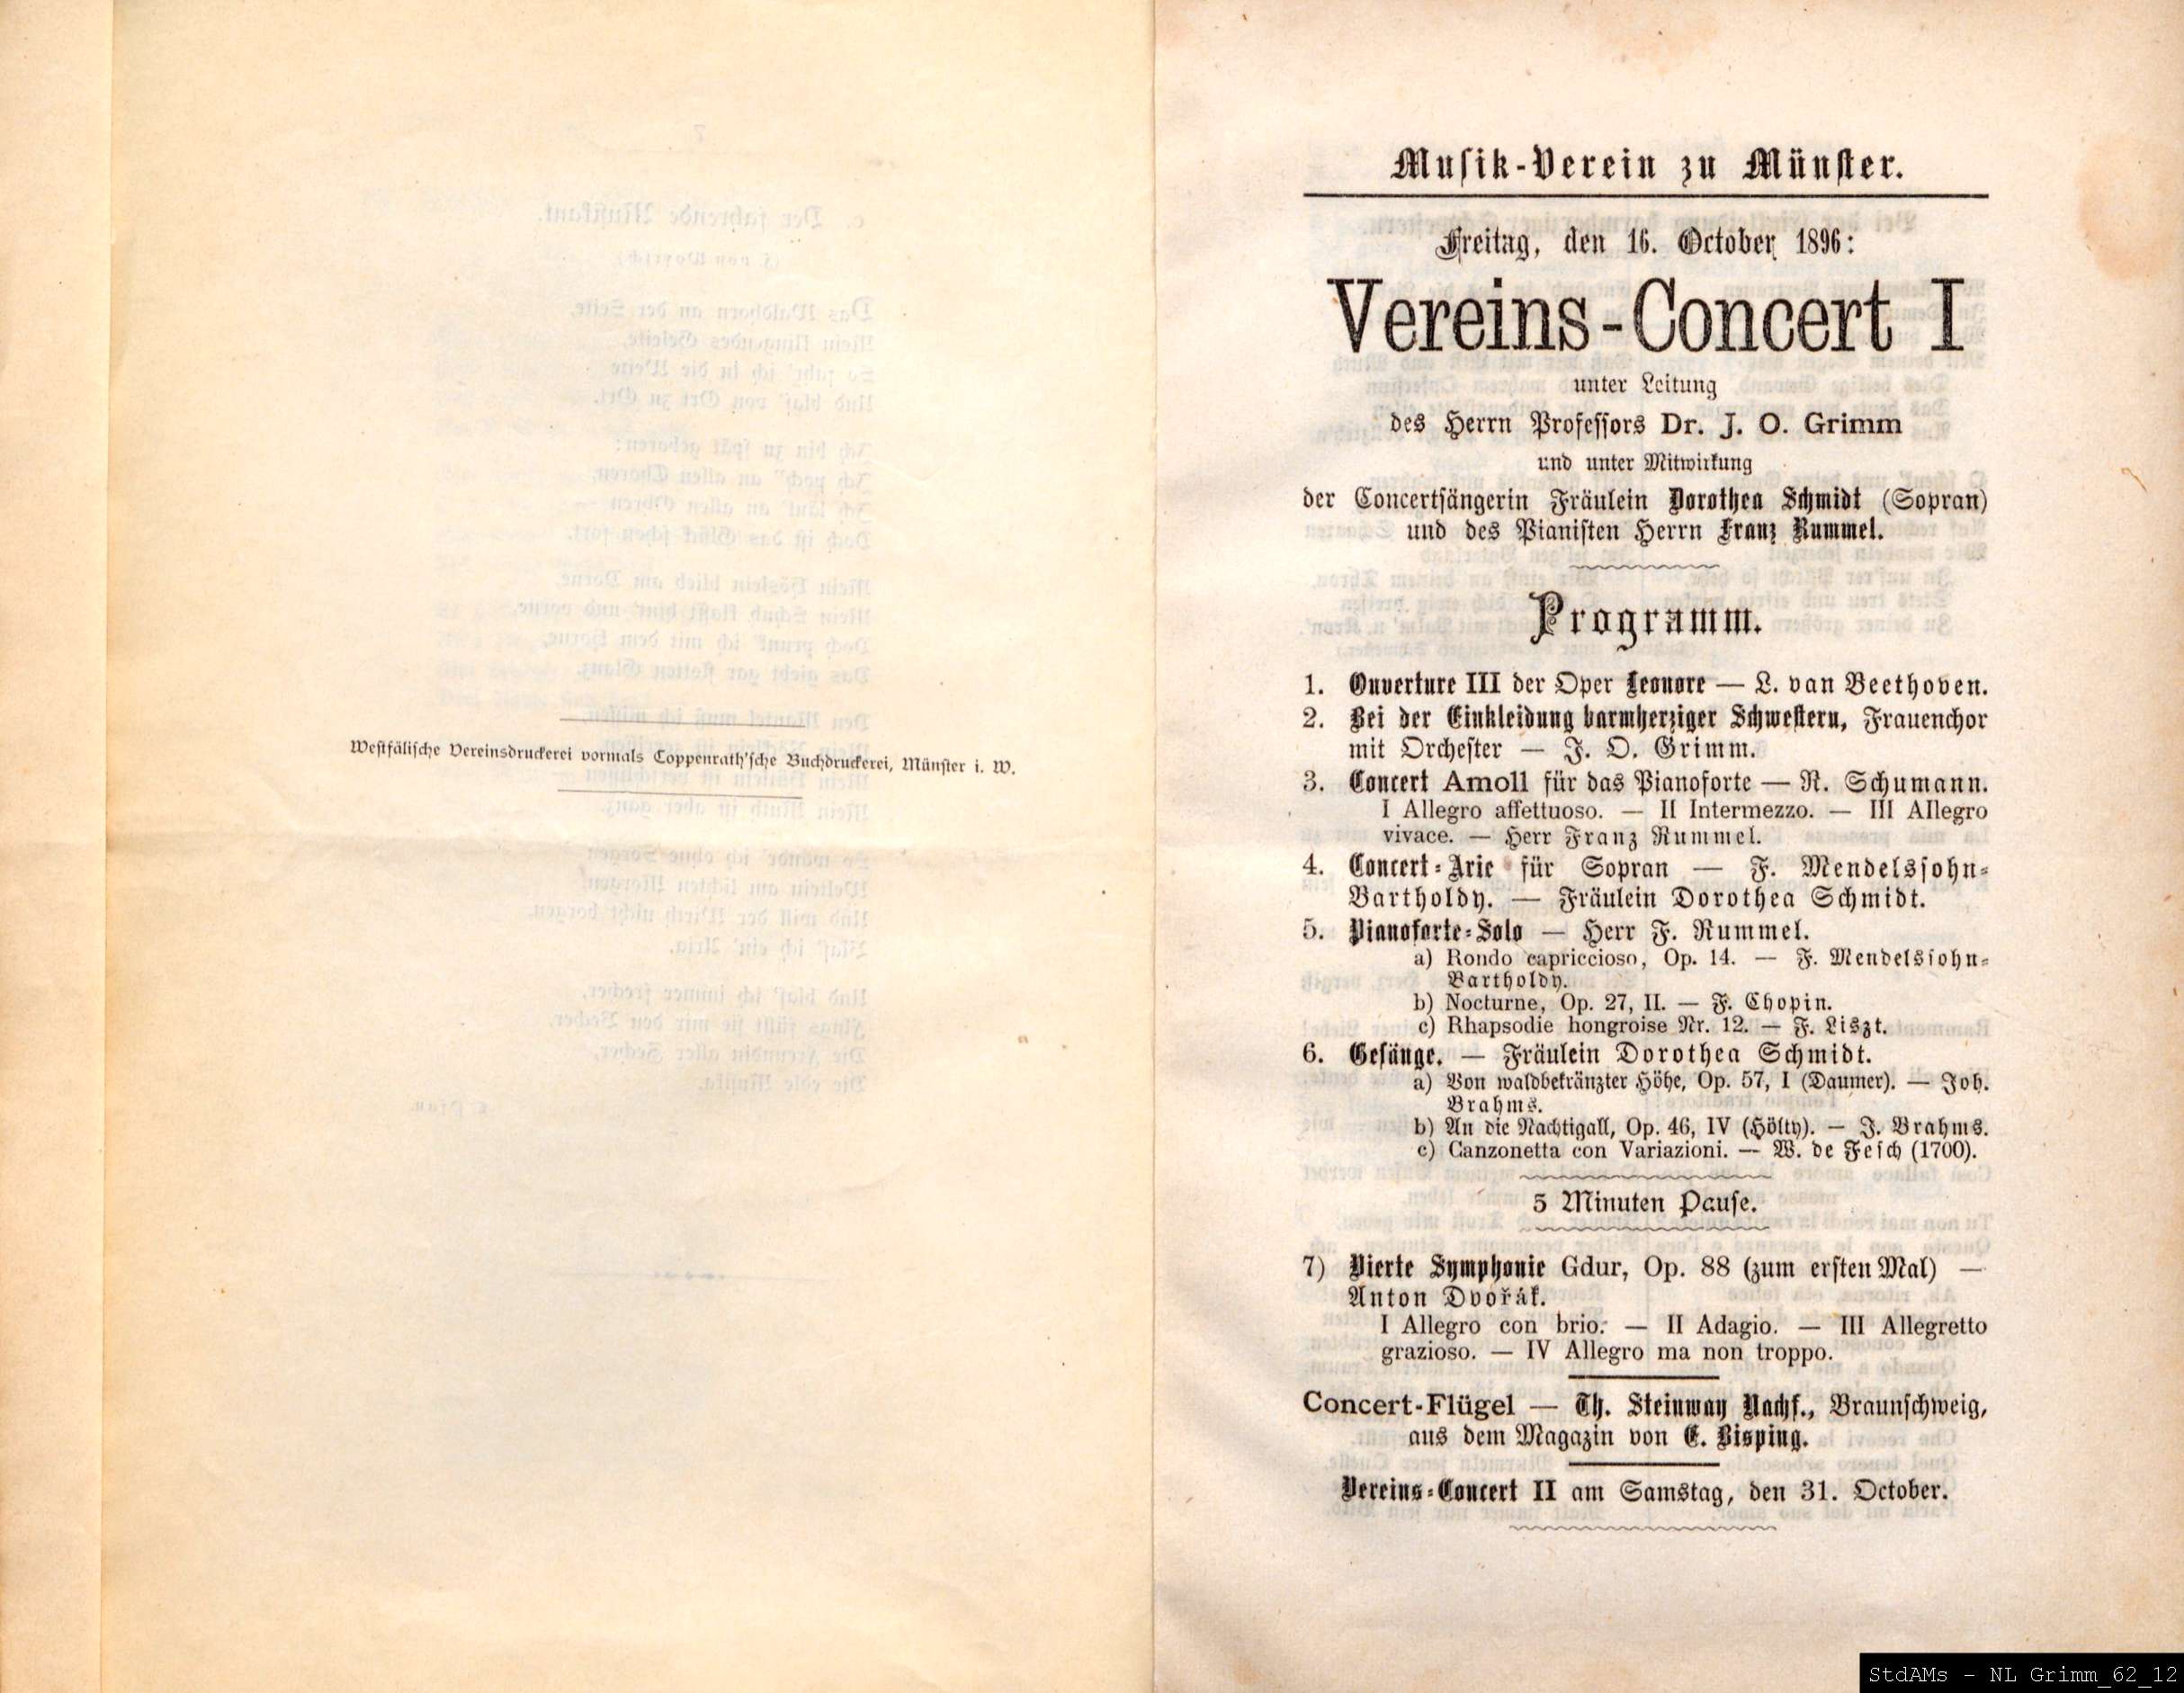 Westfälische Vereinsdruckerei vormals Coppenrath'sche Buchdruckerei, Münster i. W.
Musik-Verein zu Münster.
Freitag, den 16. October 1896:
Vereins-Concert I
unter Leitung
des Herrn Professors Dr. J. O. Grimm
und unter Mitwirkung
der Concertsängerin Fräulein Dorothea Schmidt (Sopran)
und des Pianisten Herrn Franz Rummel.
Programm.
1. Ouverture III der Oper Leonore — L. van Beethoven.
2. Bei der Einkleidung barmherziger Schwestern, Frauenchor
mit Orchester — J. O. Grimm.
3. Concert Amoll für das Pianoforte — R. Schumann.
I Allegro affettuoso. — II Intermezzo. — III Allegro
vivace. — Herr Franz Rummel.
4. Concert-Arie für Sopran — F. Mendelssohn-
Bartholdy. — Fräulein Dorothea Schmidt.
5. Pianoforte-Solo — Herr F. Rummel.
a) Rondo capriccioso, Op. 14. — F. Mendelssohn-
Bartholdy.
b) Nocturne, Op. 27, II. — F. Chopin.
c) Rhapsodie hongroise Nr. 12. — F. Liszt.
6. Gesänge. — Fräulein Dorothea Schmidt.
a) Von waldbekränzter Höhe, Op. 57, I (Daumer). — Joh.
Brahms.
b) An die Nachtigall, Op. 46, IV (Hölty). — J. Brahms.
c) Canzonetta con Variazioni. — W. de Fesch (1700).
5 Minuten Pause.
7) Vierte Symphonie Gdur, Op. 88 (zum ersten Mal) —
Anton Dvořák.
I Allegro con brio. — II Adagio. — III Allegretto
grazioso. — IV Allegro ma non troppo.
Concert-Flügel — Th. Steinway Nachf., Braunschweig,
aus dem Magazin von E. Bisping.
Vereins-Concert II am Samstag, den 31. October.
StdAMs - NL Grimm_62_12